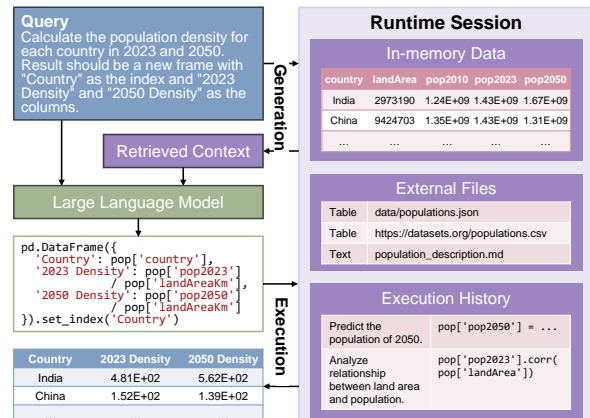 Query
Calculate the population density for
each country in 2023 and 2050.
Result should be a new frame with
"Country" as the index and "2023
Density" and "2050 Density" as the
columns.
Generation
Retrieved Context
Large Language Model
pd.DataFrame({
'Country': pop['country'],
'2023 Density': pop['pop2023']
/ pop['landAreaKm'],
'2050 Density': pop['pop2050']
/ pop['landAreaKm']
}).set_index('Country')
Execution
Country 2023 Density 2050 Density
India 4.81E+02 5.62E+02
China 1.52E+02 1.39E+02
... ... ...
Runtime Session
In-memory Data
country landArea pop2010 pop2023 pop2050
India 2973190 1.24E+09 1.43E+09 1.67E+09
China 9424703 1.35E+09 1.43E+09 1.31E+09
... ... ...
External Files
Table data/populations.json
Table https://datasets.org/populations.csv
Text population_description.md
Execution History
Predict the
population of 2050.
pop['pop2050'] = ...
Analyze
relationship
between land area
and population.
pop['pop2023'].corr(
pop['landArea'])